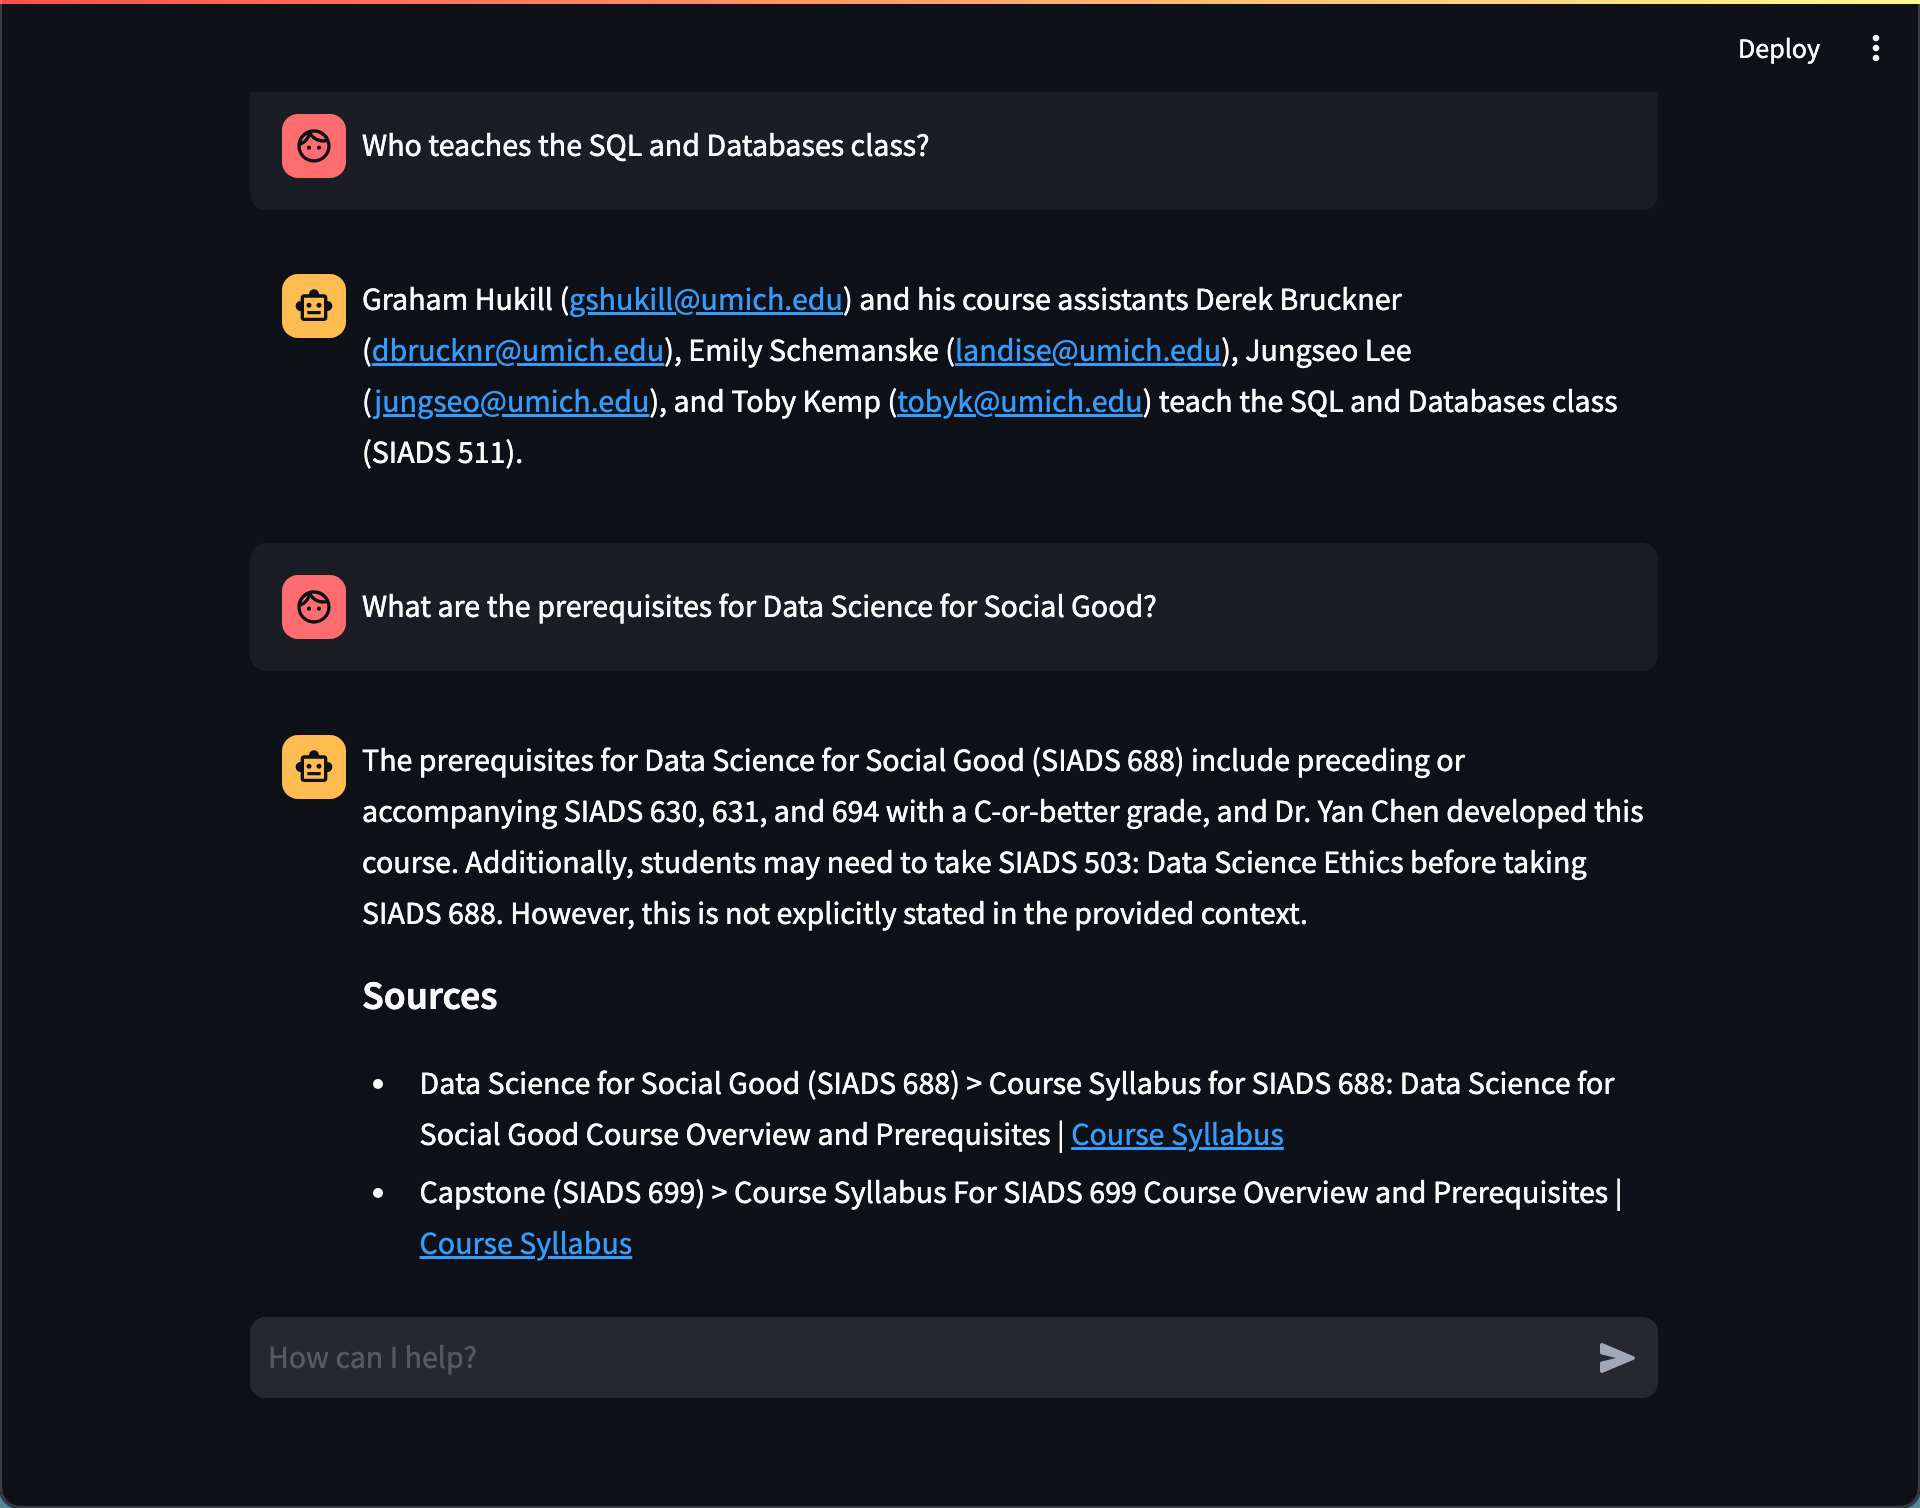 Deploy
Who teaches the SQL and Databases class?
Graham Hukill (gshukill@umich.edu) and his course assistants Derek Bruckner
(dbrucknr@umich.edu), Emily Schemanske (landise@umich.edu), Jungseo Lee
(jungseo@umich.edu), and Toby Kemp (tobyk@umich.edu) teach the SQL and Databases class
(SIADS 511).
What are the prerequisites for Data Science for Social Good?
The prerequisites for Data Science for Social Good (SIADS 688) include preceding or
accompanying SIADS 630, 631, and 694 with a C-or-better grade, and Dr. Yan Chen developed this
course. Additionally, students may need to take SIADS 503: Data Science Ethics before taking
SIADS 688. However, this is not explicitly stated in the provided context.
Sources
• Data Science for Social Good (SIADS 688) > Course Syllabus for SIADS 688: Data Science for
Social Good Course Overview and Prerequisites | Course Syllabus
• Capstone (SIADS 699) > Course Syllabus For SIADS 699 Course Overview and Prerequisites |
Course Syllabus
How can I help?